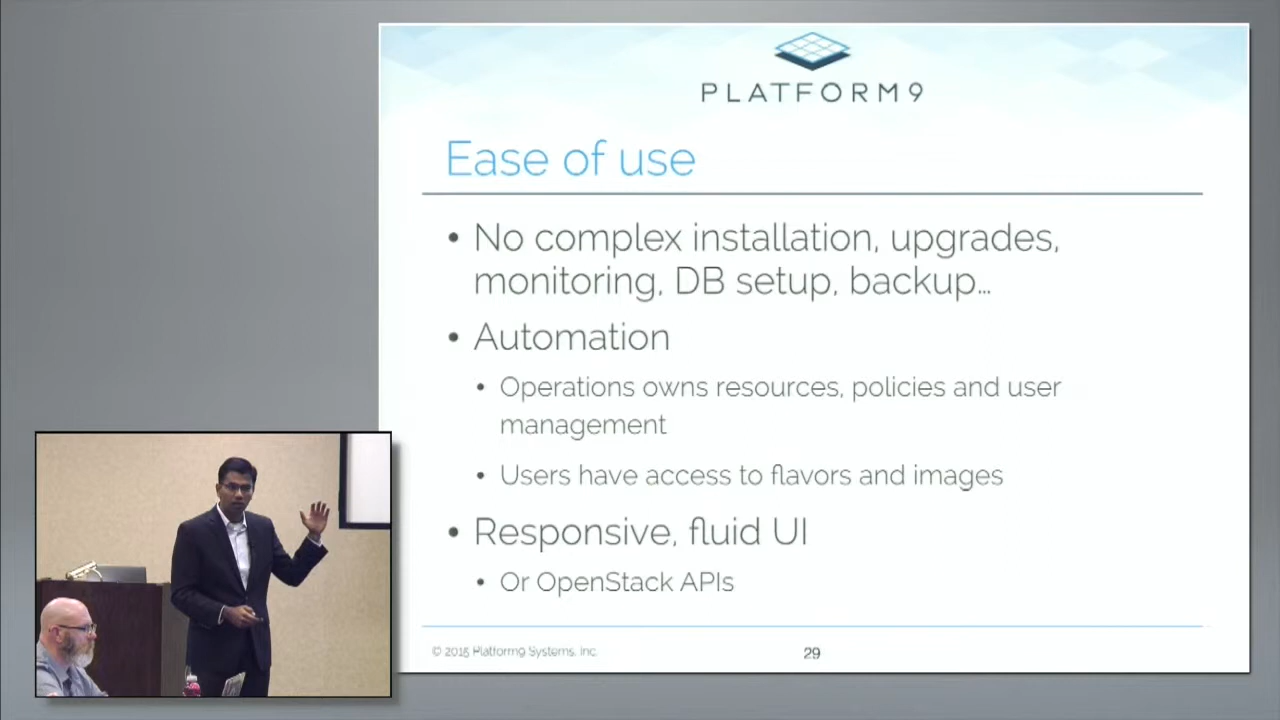 PLATFORM9
Ease of use
• No complex installation, upgrades,
monitoring, DB setup, backup...
• Automation
• Operations owns resources, policies and user
management
• Users have access to flavors and images
• Responsive, fluid UI
• Or OpenStack APIs
© 2015 Platform9 Systems, Inc.
29